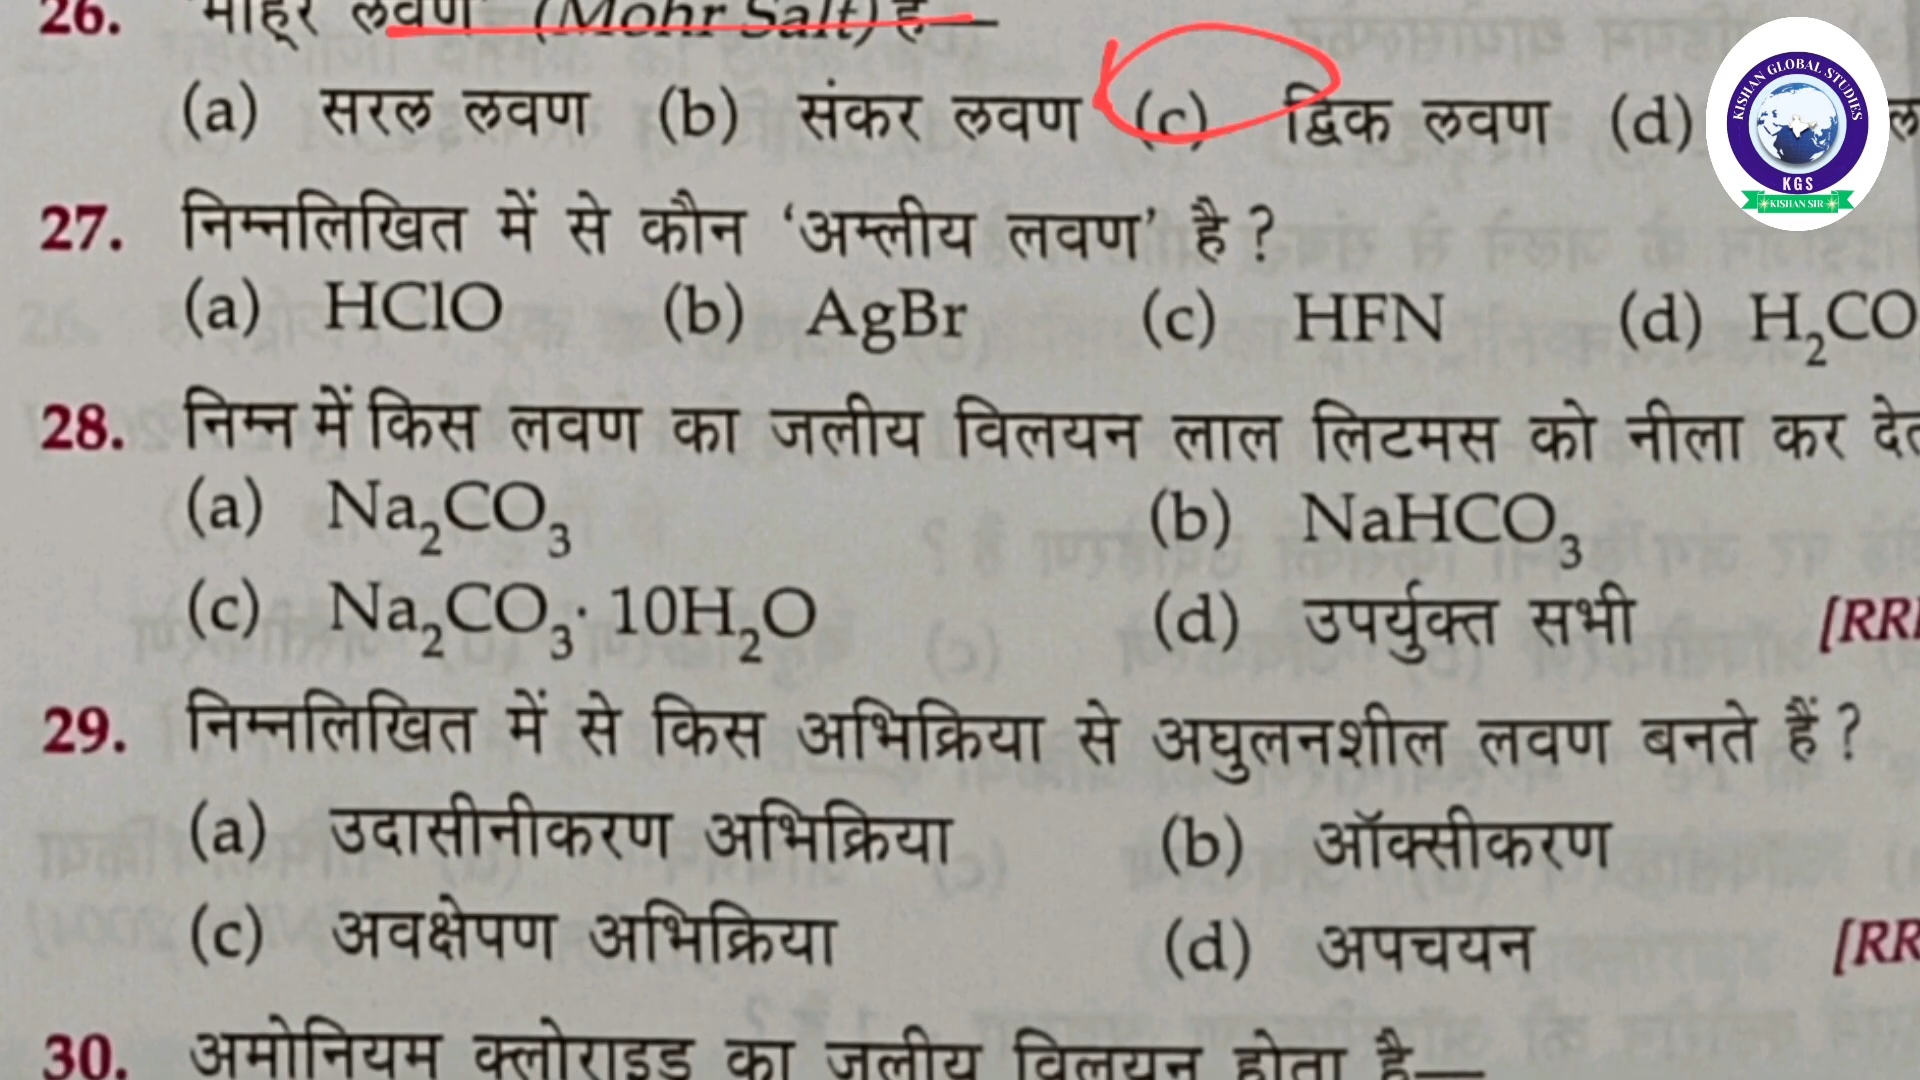 26. 'मोहर लवण' (Mohr Salt) है—
(a) सरल लवण (b) संकर लवण (c) द्विक लवण (d) ल
27. निम्नलिखित में से कौन 'अम्लीय लवण' है ?
(a) HClO (b) AgBr (c) HFN (d) H₂CO
28. निम्न में किस लवण का जलीय विलयन लाल लिटमस को नीला कर देत
(a) Na₂CO₃ (b) NaHCO₃
(c) Na₂CO₃· 10H₂O (d) उपर्युक्त सभी [RR
29. निम्नलिखित में से किस अभिक्रिया से अघुलनशील लवण बनते हैं ?
(a) उदासीनीकरण अभिक्रिया (b) ऑक्सीकरण
(c) अवक्षेपण अभिक्रिया (d) अपचयन [RR
30. अमोनियम क्लोराइड का जलीय विलयन होता है—
KISHAN GLOBAL STUDIES
KGS
KISHAN SIR